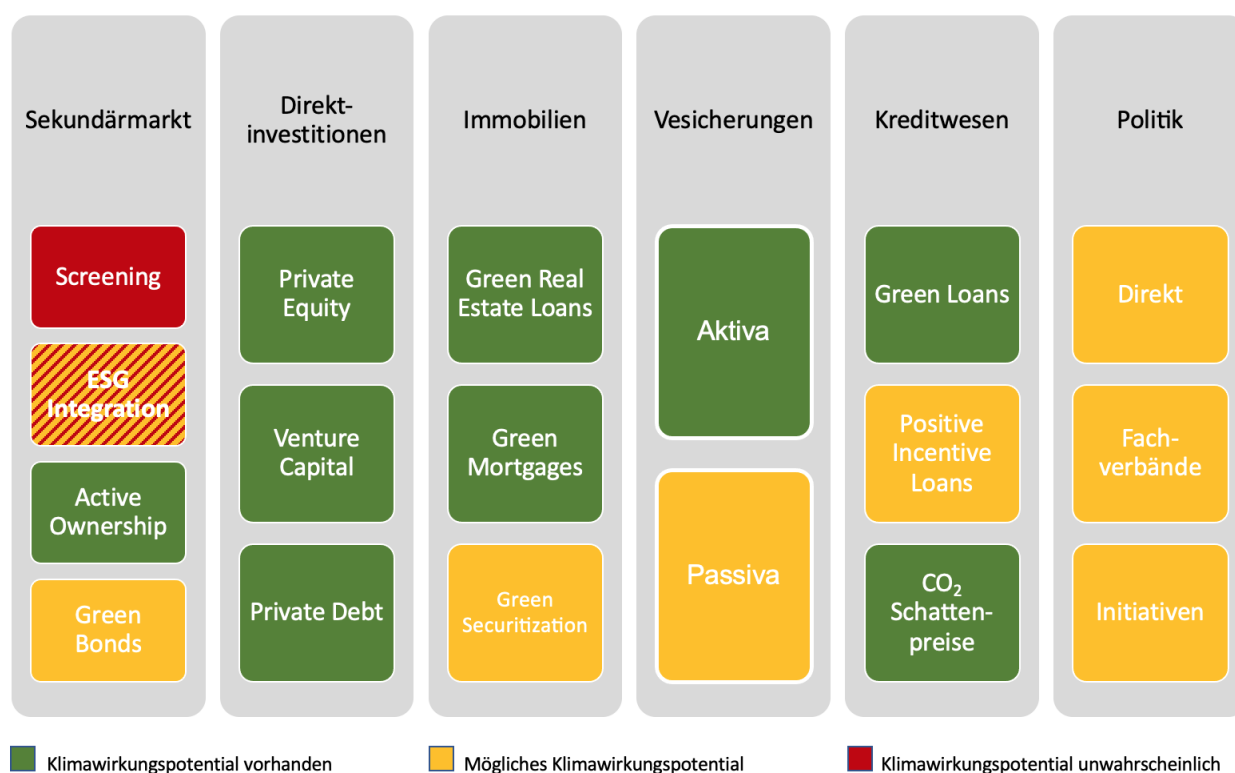 Sekundärmarkt
Screening
ESG
Integration
Active
Ownership
Green
Bonds
Direkt-
investitionen
Private
Equity
Venture
Capital
Private Debt
Immobilien
Green Real
Estate Loans
Green
Mortgages
Green
Securitization
Vesicherungen
Aktiva
Passiva
Kreditwesen
Green Loans
Positive
Incentive
Loans
CO₂
Schatten-
preise
Politik
Direkt
Fach-
verbände
Initiativen
Klimawirkungspotential vorhanden
Mögliches Klimawirkungspotential
Klimawirkungspotential unwahrscheinlich